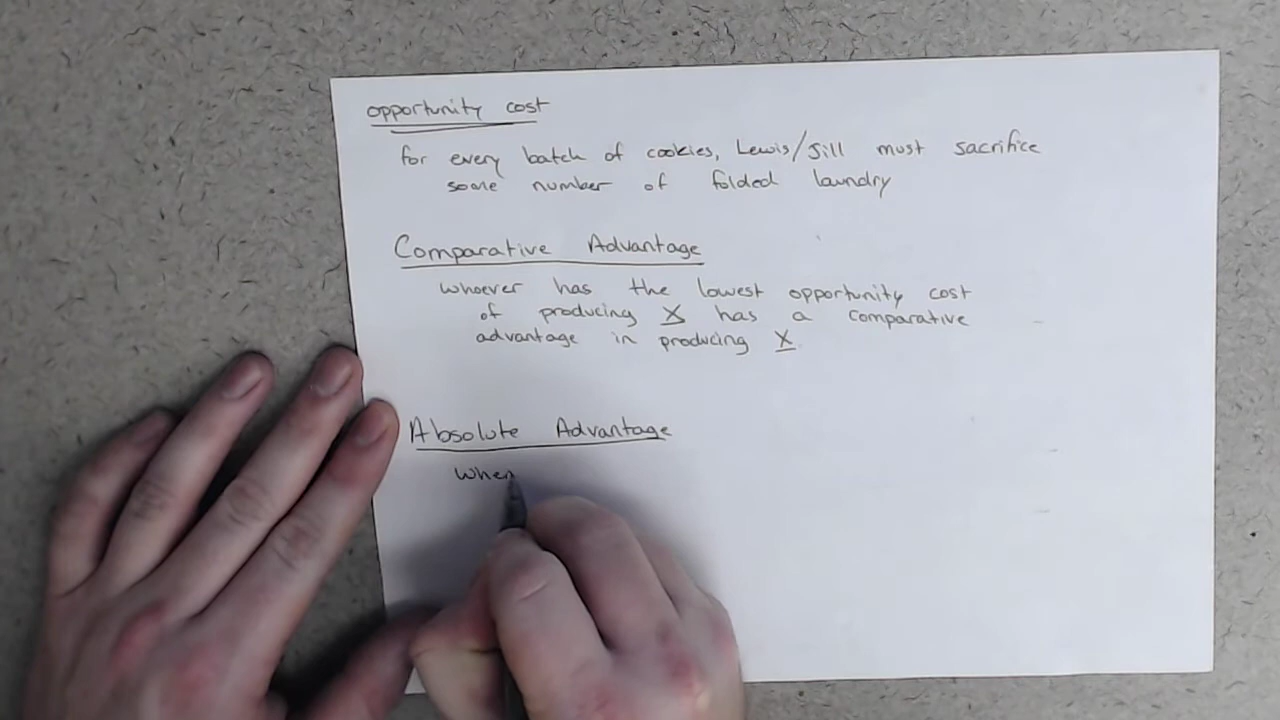 opportunity cost
for every batch of cookies, Lewis/Jill must sacrifice
some number of folded laundry
Comparative Advantage
whoever has the lowest opportunity cost
of producing X has a comparative
advantage in producing X
Absolute Advantage
when